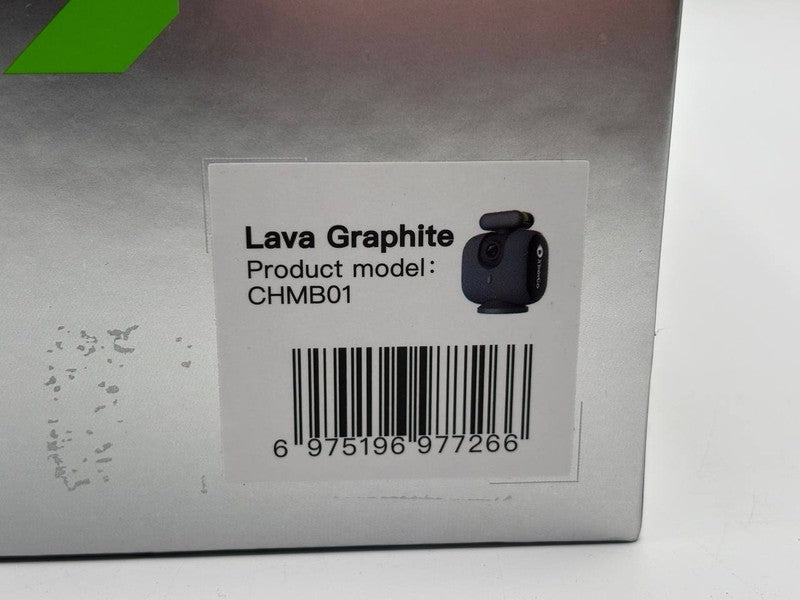 Lava Graphite
Product model:
CHMB01
6 975196 977266